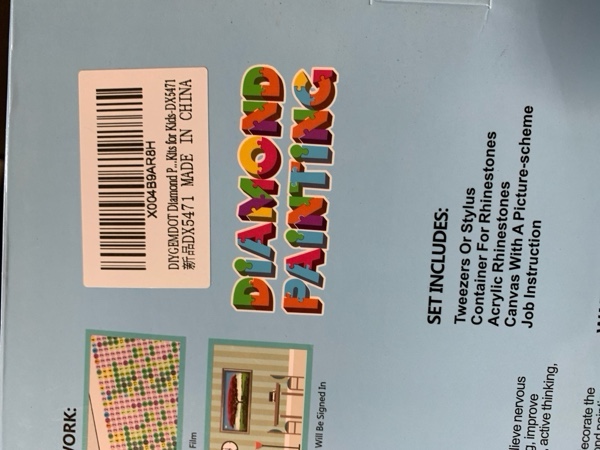 X004B9AR8H
DIYGEMDOT Diamond P...Kits for Kids-DX5471
新品DX5471 MADE IN CHINA
DIAMOND
PAINTING
SET INCLUDES:
Tweezers Or Stylus
Container For Rhinestones
Acrylic Rhinestones
Canvas With A Picture-scheme
Job Instruction
WORK:
Film
Will Be Signed In
nervous
improve
active thinking,
ecorate the